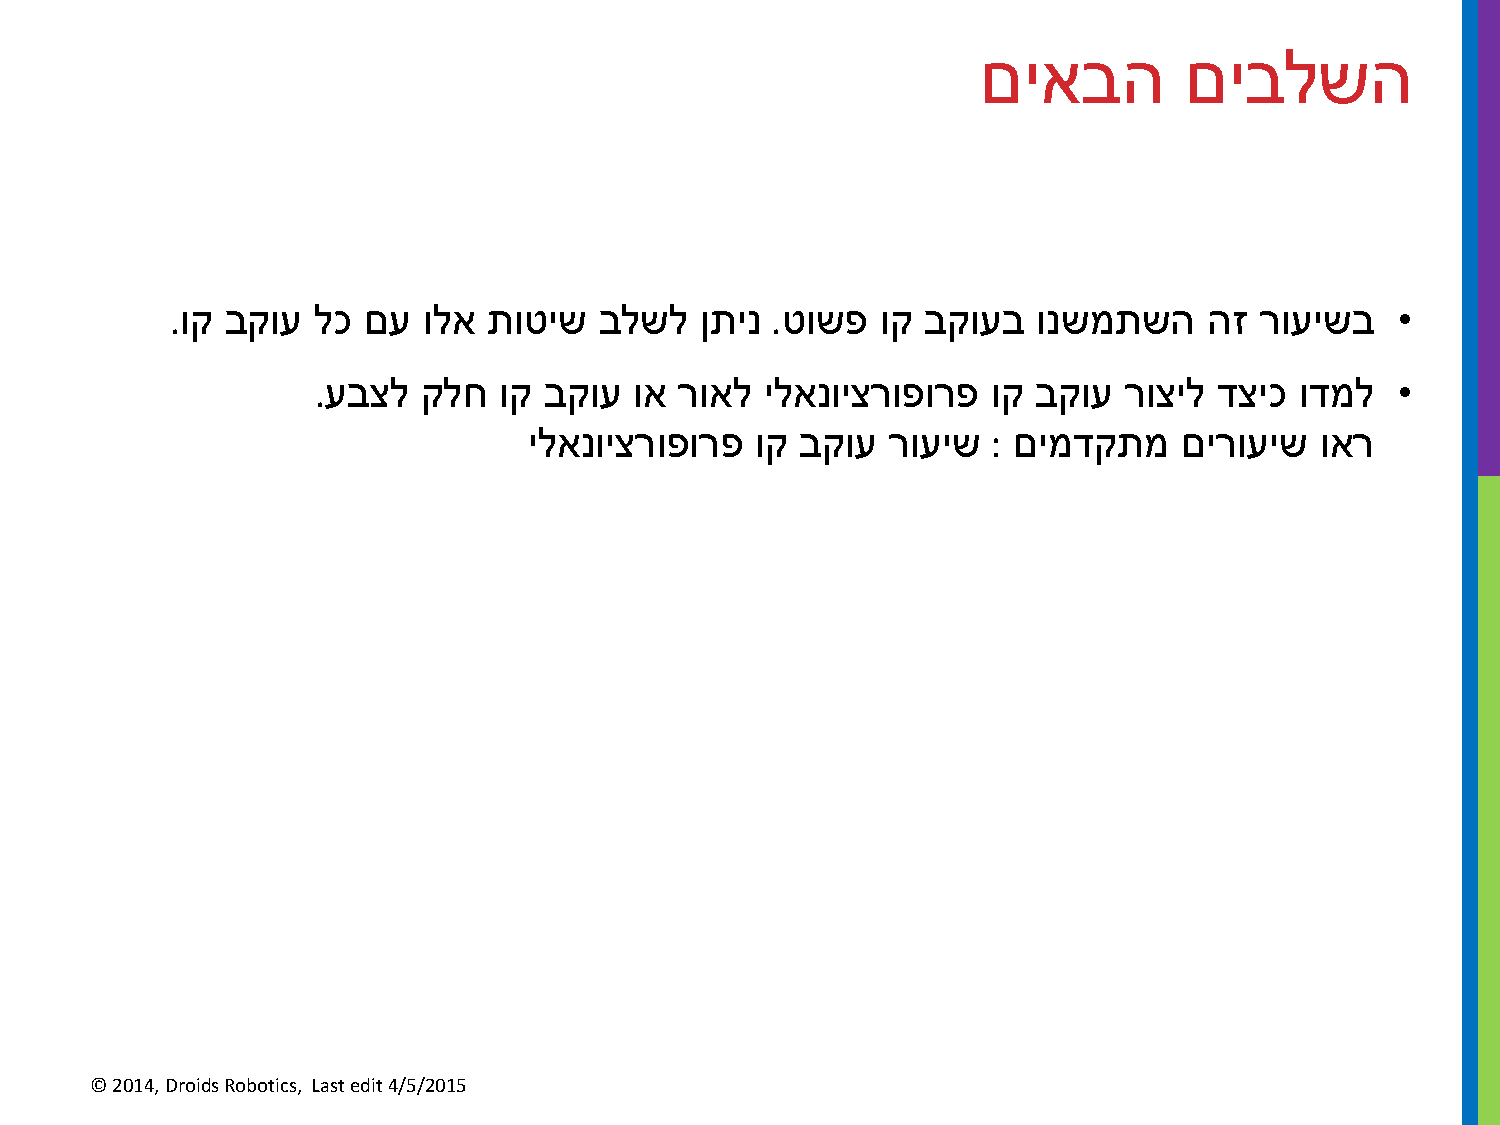 השלבים הבאים
• בשיעור זה השתמשנו בעוקב קו פשוט. ניתן לשלב שיטות אלו עם כל עוקב קו.
• למדו כיצד ליצור עוקב קו פרופורציונאלי לאור או עוקב קו חלק לצבע.
ראו שיעורים מתקדמים : שיעור עוקב קו פרופורציונאלי
© 2014, Droids Robotics, Last edit 4/5/2015